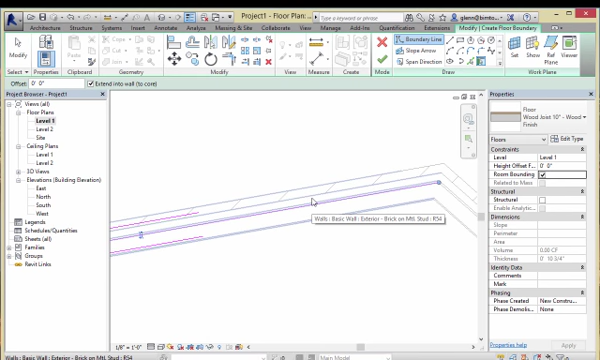 Project1 - Floor Plan:
Type a keyword or phrase
glenn@bimto...
Architecture
Structure
Systems
Insert
Annotate
Analyze
Massing & Site
Collaborate
View
Manage
Add-Ins
Quantification
Extensions
Modify | Create Floor Boundary
Modify
Properties
Boundary Line
Slope Arrow
Span Direction
Set
Show
Ref Plane
Viewer
Select
Properties
Clipboard
Geometry
Modify
View
Measure
Create
Mode
Draw
Work Plane
Offset: 0' 0"
Extend into wall (to core)
Project Browser - Project1
Views (all)
Floor Plans
Level 1
Level 2
Site
Ceiling Plans
Level 1
Level 2
3D Views
Elevations (Building Elevation)
East
North
South
West
Legends
Schedules/Quantities
Sheets (all)
Families
Groups
Revit Links
Walls : Basic Wall : Exterior - Brick on Mtl. Stud : R54
Properties
Floor
Wood Joist 10" - Wood Finish
Floors
Edit Type
Constraints
Level
Level 1
Height Offset F...
0' 0"
Room Bounding
Related to Mass
Structural
Structural
Enable Analytic...
Dimensions
Slope
Perimeter
Area
Volume
0.00 CF
Thickness
0' 10 3/4"
Identity Data
Comments
Mark
Phasing
Phase Created
New Constru...
Phase Demolis...
None
Properties help
Apply
1/8" = 1'-0"
Walls : Basic Wall : Exterior - Brick on Mtl. Stud : R54
:0
Main Model